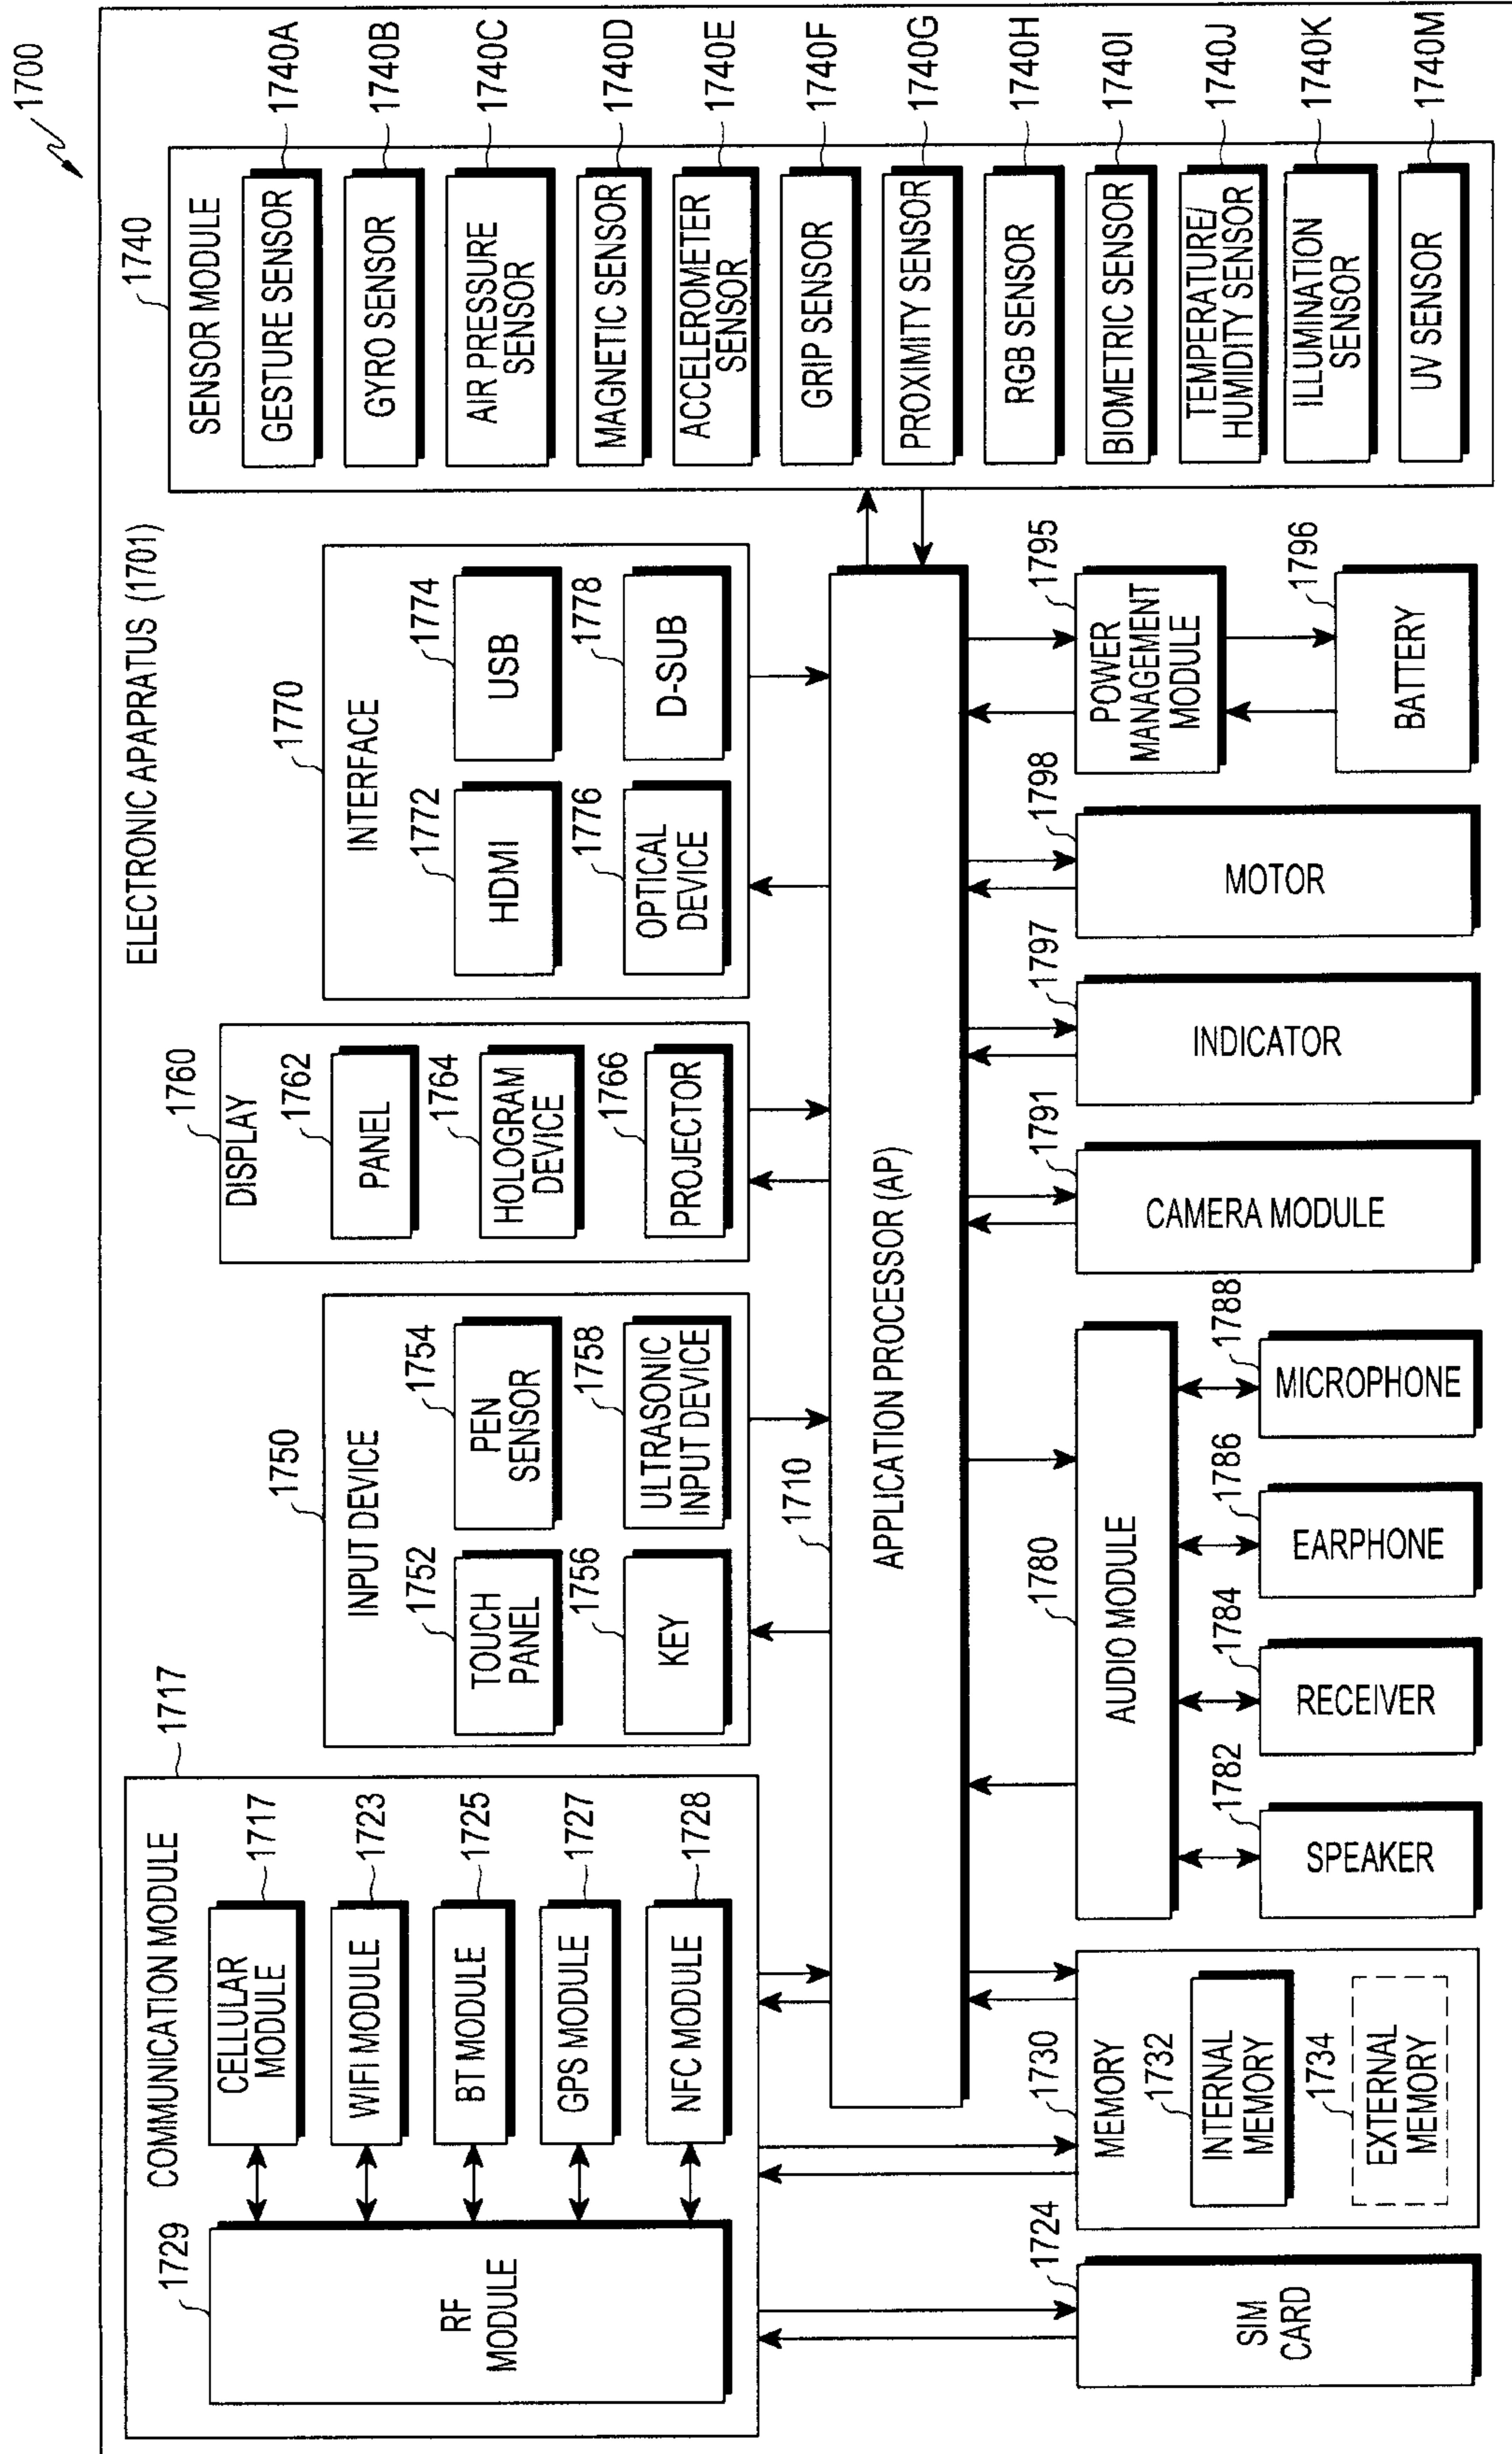 1700
ELECTRONIC APAPRATUS (1701)
COMMUNICATION MODULE
1717
1729
RF
MODULE
CELLULAR
MODULE
1717
WIFI MODULE
1723
BT MODULE
1725
GPS MODULE
1727
NFC MODULE
1728
1750
INPUT DEVICE
1752
TOUCH
PANEL
1754
PEN
SENSOR
1756
KEY
1758
ULTRASONIC
INPUT DEVICE
1760
DISPLAY
1762
PANEL
1764
HOLOGRAM
DEVICE
1766
PROJECTOR
1770
INTERFACE
1772
HDMI
1774
USB
1776
OPTICAL
DEVICE
1778
D-SUB
1740
SENSOR MODULE
GESTURE SENSOR
1740A
GYRO SENSOR
1740B
AIR PRESSURE
SENSOR
1740C
MAGNETIC SENSOR
1740D
ACCELEROMETER
SENSOR
1740E
GRIP SENSOR
1740F
PROXIMITY SENSOR
1740G
RGB SENSOR
1740H
BIOMETRIC SENSOR
1740I
TEMPERATURE/
HUMIDITY SENSOR
1740J
ILLUMINATION
SENSOR
1740K
UV SENSOR
1740M
1710
APPLICATION PROCESSOR (AP)
1724
SIM
CARD
1730
MEMORY
1732
INTERNAL
MEMORY
1734
EXTERNAL
MEMORY
1780
AUDIO MODULE
1782
SPEAKER
1784
RECEIVER
1786
EARPHONE
1788
MICROPHONE
1791
CAMERA MODULE
1797
INDICATOR
1798
MOTOR
1795
POWER
MANAGEMENT
MODULE
1796
BATTERY